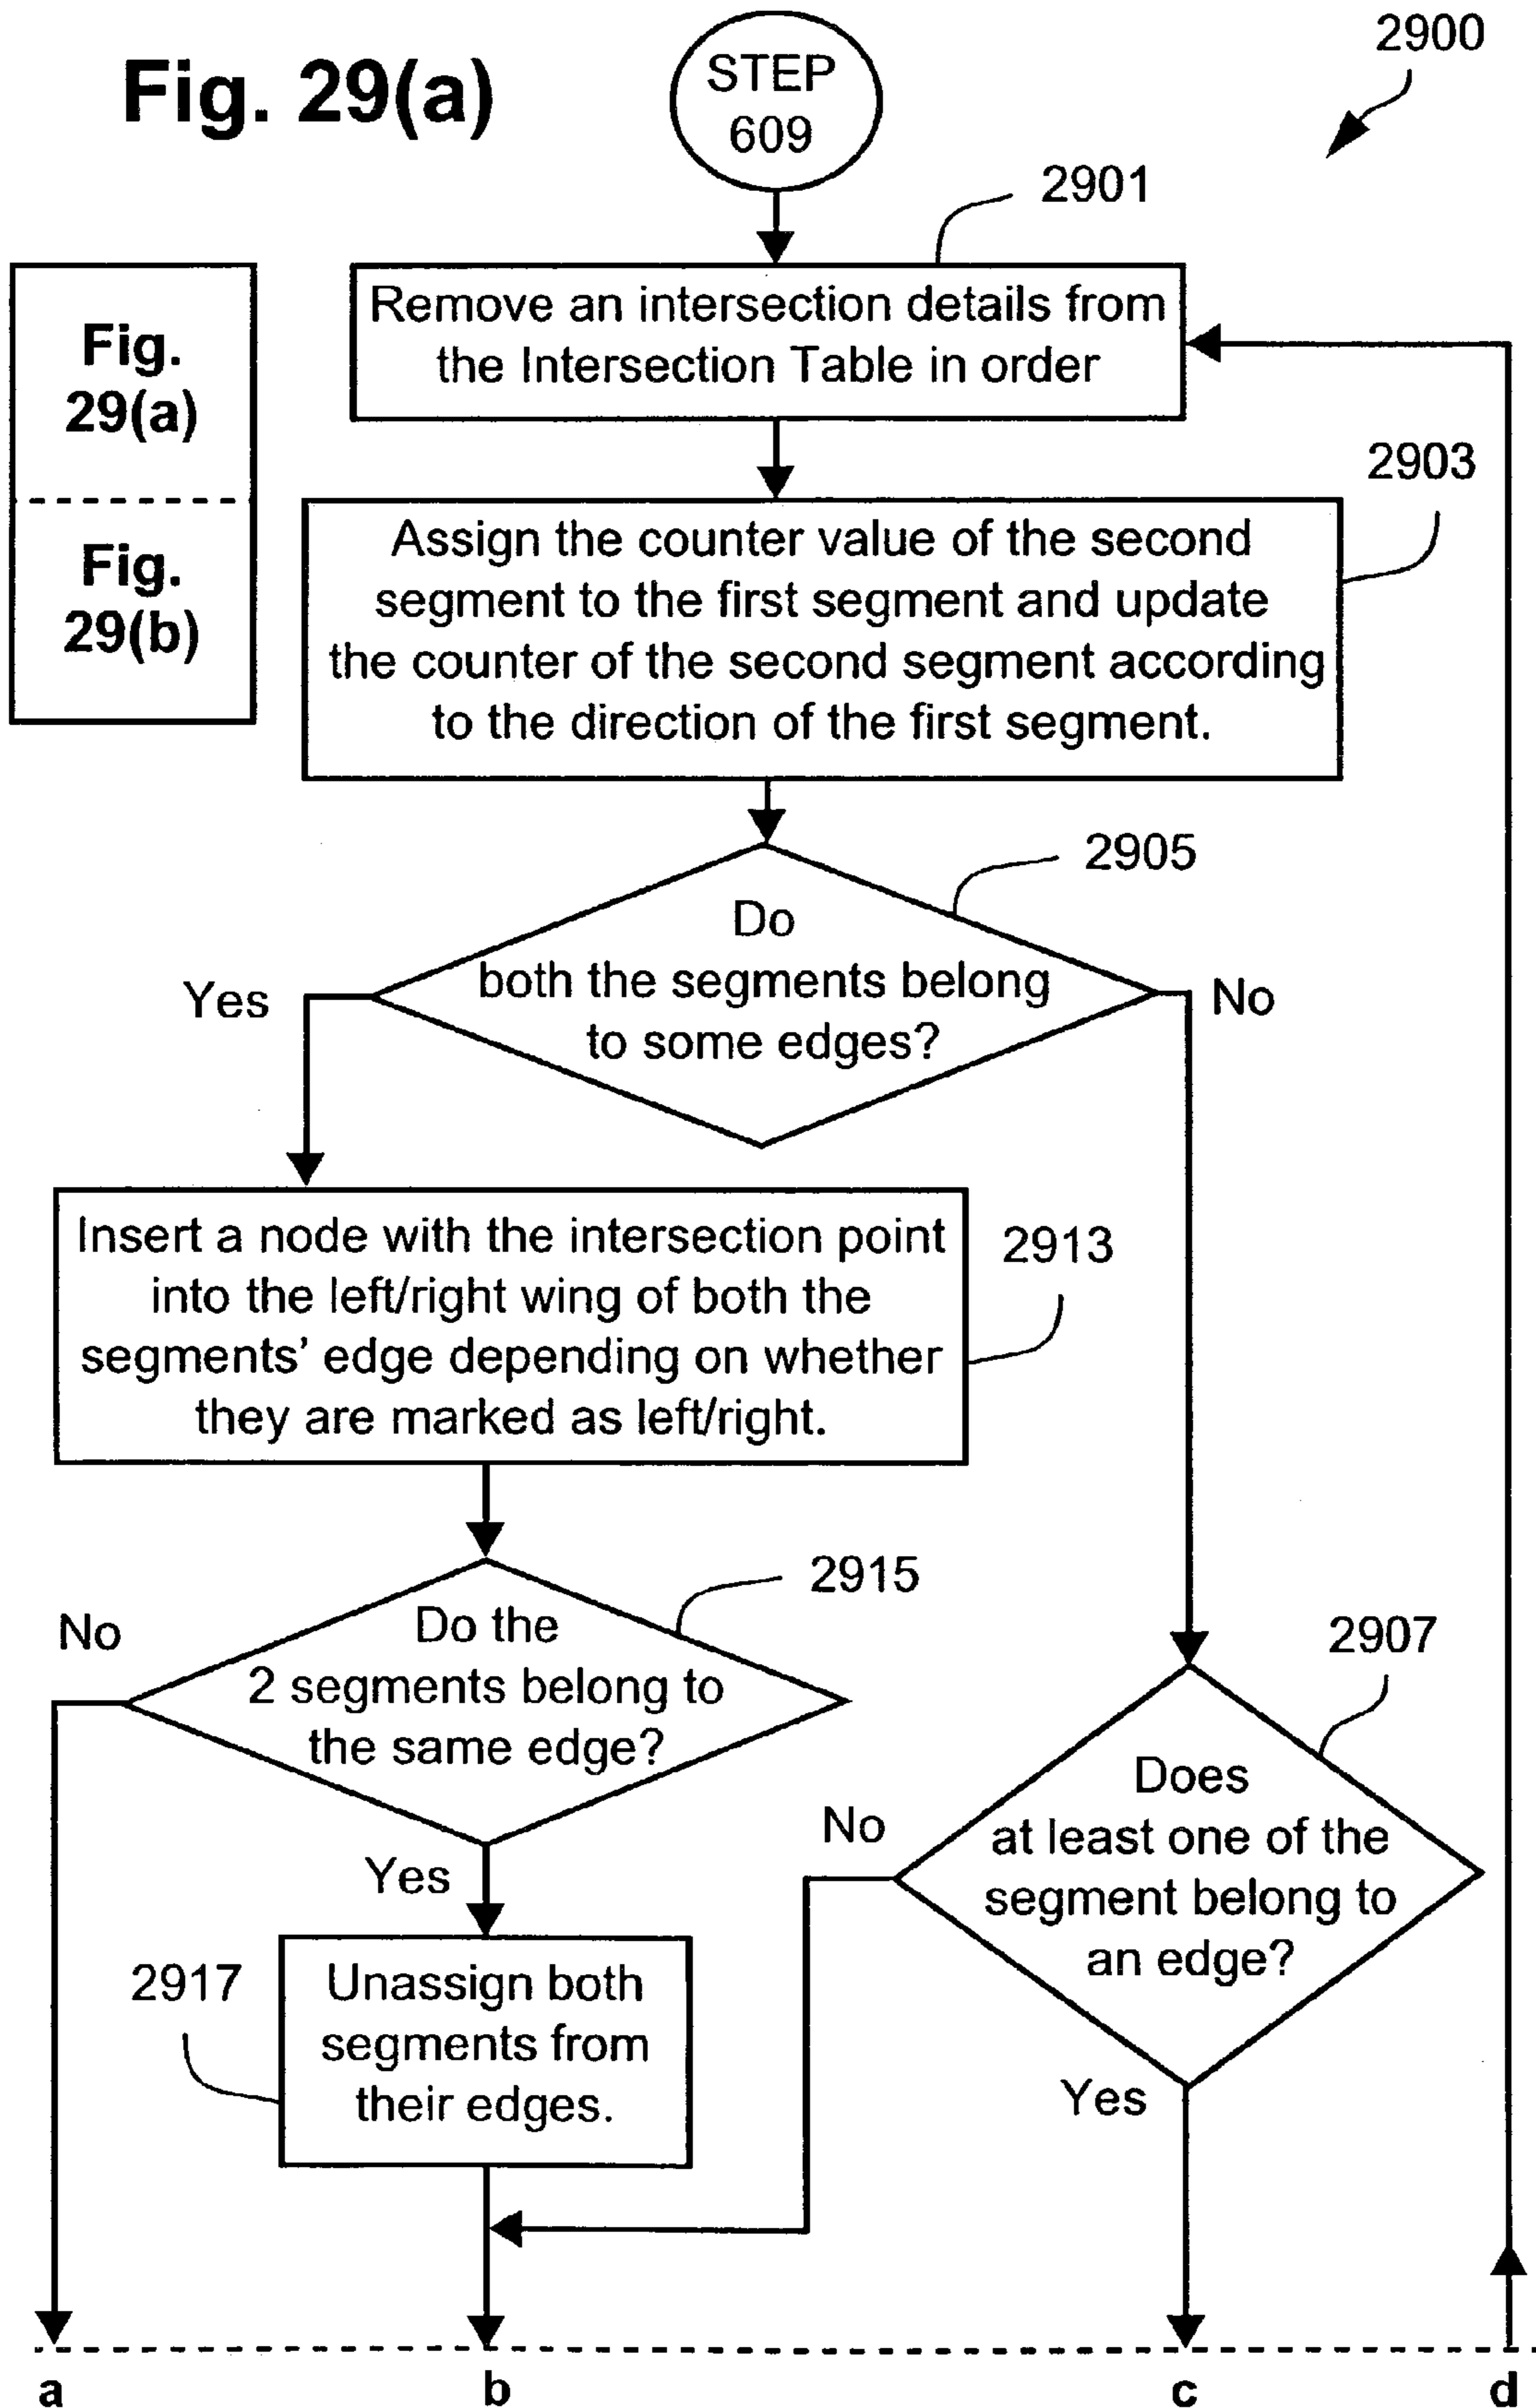 Fig. 29(a)
STEP
609
2900
2901
Remove an intersection details from
the Intersection Table in order
Fig.
29(a)
Fig.
29(b)
2903
Assign the counter value of the second
segment to the first segment and update
the counter of the second segment according
to the direction of the first segment.
2905
Do
both the segments belong
to some edges?
Yes
No
Insert a node with the intersection point
into the left/right wing of both the
segments’ edge depending on whether
they are marked as left/right.
2913
2915
Do the
2 segments belong to
the same edge?
No
Yes
2907
Does
at least one of the
segment belong to
an edge?
No
Yes
2917
Unassign both
segments from
their edges.
a
b
c
d